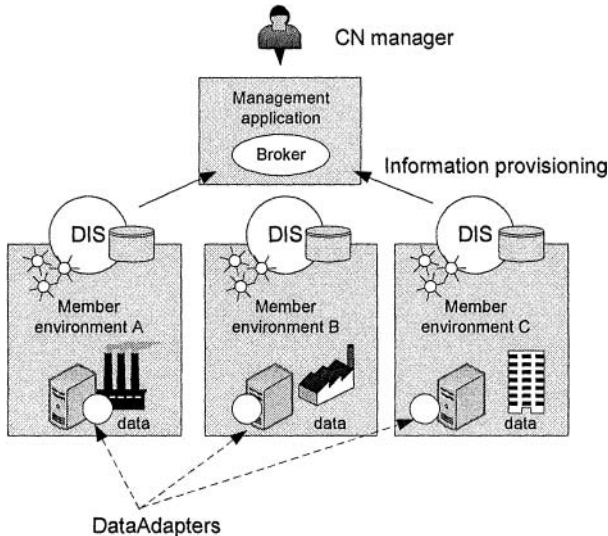 CN manager
Management
application
Broker
Information provisioning
DIS
DIS
DIS
Member
environment A
Member
environment B
Member
environment C
data
data
data
DataAdapters